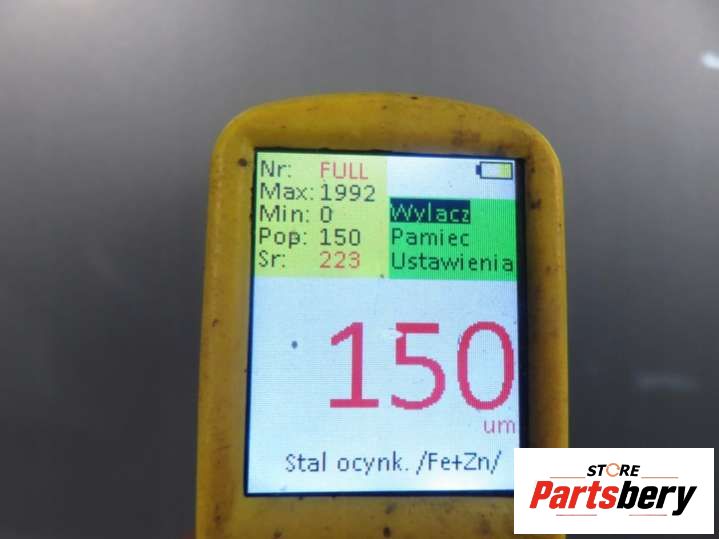 Nr: FULL
Max: 1992
Min: 0
Pop: 150
Sr: 223
Wylacz
Pamiec
Ustawienia
150
um
Stal ocynk. /Fe+Zn/
STORE
Partsbery